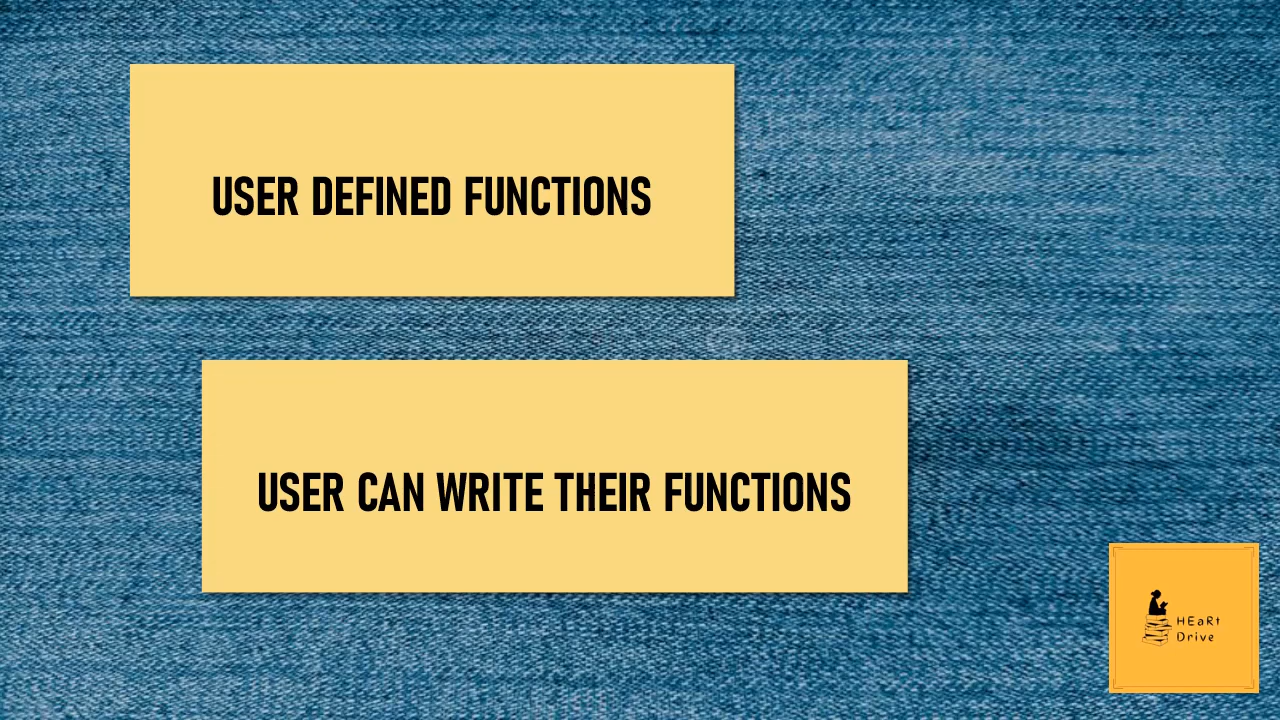 USER DEFINED FUNCTIONS
USER CAN WRITE THEIR FUNCTIONS
HEaRt
Drive